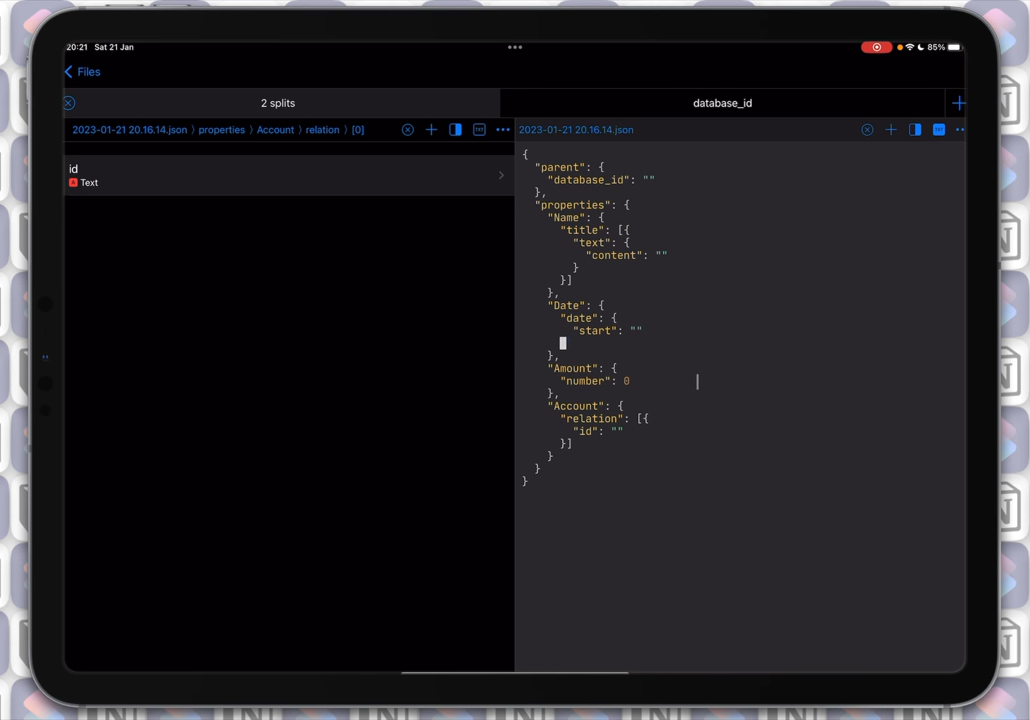 20:21 Sat 21 Jan
85%
Files
2 splits
database_id
2023-01-21 20.16.14.json > properties > Account > relation > [0]
TXT
2023-01-21 20.16.14.json
TXT
id
A Text
{
  "parent": {
    "database_id": ""
  },
  "properties": {
    "Name": {
      "title": [{
        "text": {
          "content": ""
        }
      }]
    },
    "Date": {
      "date": {
        "start": ""
    },
    "Amount": {
      "number": 0
    },
    "Account": {
      "relation": [{
        "id": ""
      }]
    }
  }
}